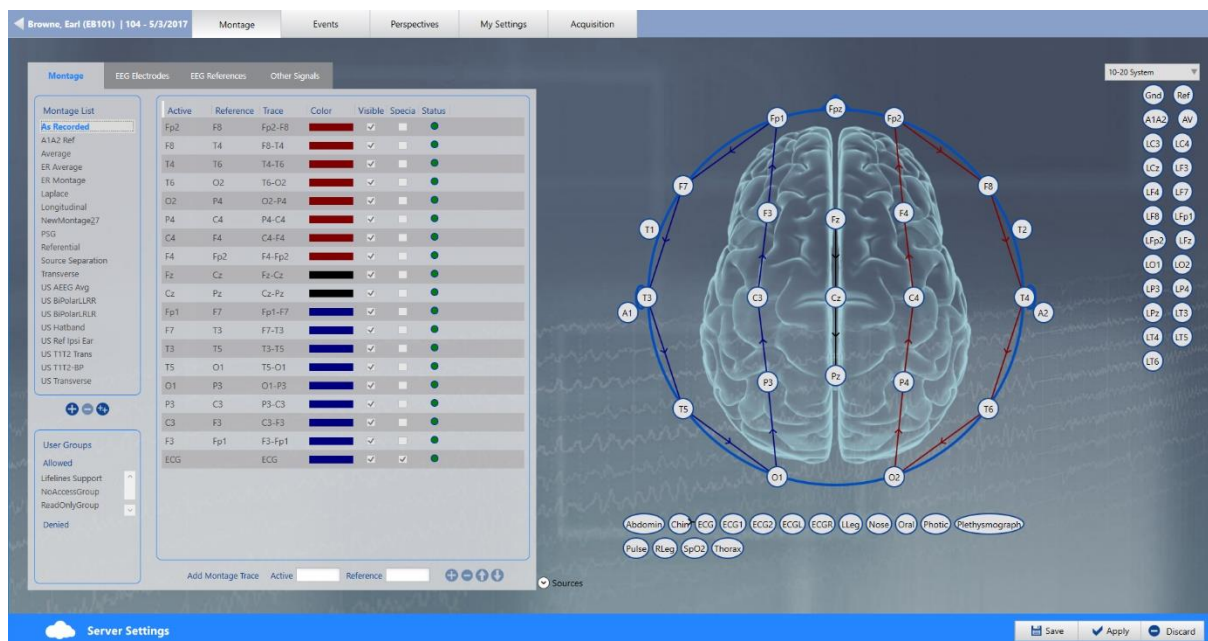 Browne, Earl (EB101) | 104 - 5/3/2017 Montage Events Perspectives My Settings Acquisition
Montage EEG Electrodes EEG References Other Signals
Montage List
As Recorded
A1A2 Ref
Average
ER Average
ER Montage
Laplace
Longitudinal
NewMontage27
PSG
Referential
Source Separation
Transverse
US AEEG Avg
US BiPolarLLRR
US BiPolarLRLR
US Hatband
US Ref Ipsi Ear
US T1T2 Trans
US T1T2-BP
US Transverse
User Groups
Allowed
Lifelines Support
NoAccessGroup
ReadOnlyGroup
Denied
Active Reference Trace Color Visible Specia Status
Fp2 F8 Fp2-F8
F8 T4 F8-T4
T4 T6 T4-T6
T6 O2 T6-O2
O2 P4 O2-P4
P4 C4 P4-C4
C4 F4 C4-F4
F4 Fp2 F4-Fp2
Fz Cz Fz-Cz
Cz Pz Cz-Pz
Fp1 F7 Fp1-F7
F7 T3 F7-T3
T3 T5 T3-T5
T5 O1 T5-O1
O1 P3 O1-P3
P3 C3 P3-C3
C3 F3 C3-F3
F3 Fp1 F3-Fp1
ECG ECG
Add Montage Trace Active Reference
Sources
Fpz
Fp1 Fp2
F7 F8
F3 Fz F4
T1 T2
T3 C3 Cz C4 T4
A1 A2
P3 Pz P4
T5 T6
O1 O2
Abdomin Chin ECG ECG1 ECG2 ECGL ECGR LLeg Nose Oral Photic Plethysmograph
Pulse RLeg SpO2 Thorax
10-20 System
Gnd Ref
A1A2 AV
LC3 LC4
LCz LF3
LF4 LF7
LF8 LFp1
LFp2 LFz
LO1 LO2
LP3 LP4
LPz LT3
LT4 LT5
LT6
Server Settings Save Apply Discard